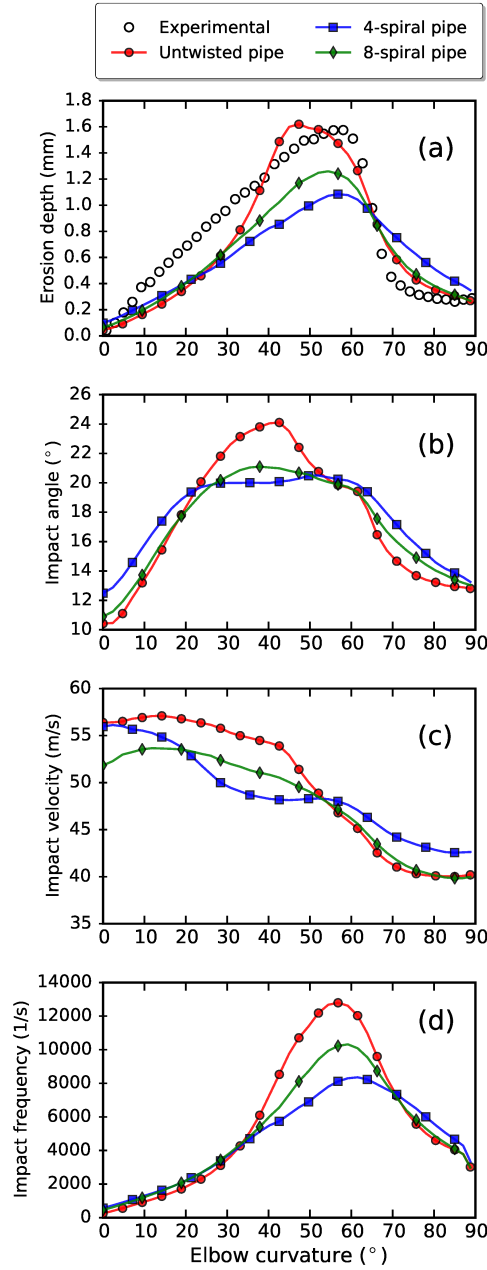 Experimental
4-spiral pipe
Untwisted pipe
8-spiral pipe
1.8
1.6
1.4
1.2
1.0
0.8
0.6
0.4
0.2
0.0
Erosion depth (mm)
(a)
0 10 20 30 40 50 60 70 80 90
26
24
22
20
18
16
14
12
10
Impact angle (°)
(b)
0 10 20 30 40 50 60 70 80 90
60
55
50
45
40
35
Impact velocity (m/s)
(c)
0 10 20 30 40 50 60 70 80 90
14000
12000
10000
8000
6000
4000
2000
0
Impact frequency (1/s)
(d)
0 10 20 30 40 50 60 70 80 90
Elbow curvature (°)